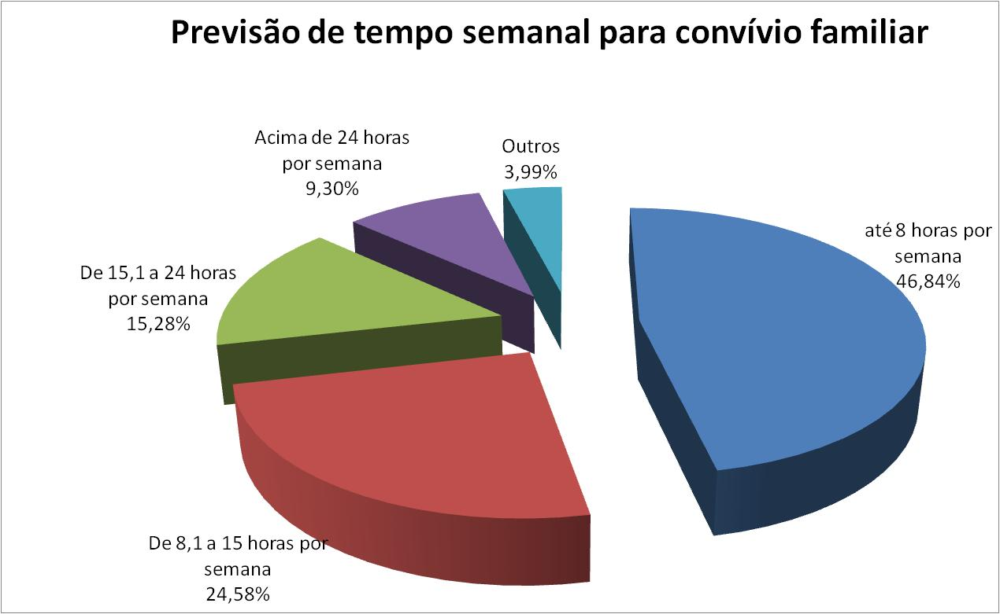 Previsão de tempo semanal para convívio familiar
Acima de 24 horas
por semana
9,30%
Outros
3,99%
até 8 horas por
semana
46,84%
De 15,1 a 24 horas
por semana
15,28%
De 8,1 a 15 horas por
semana
24,58%